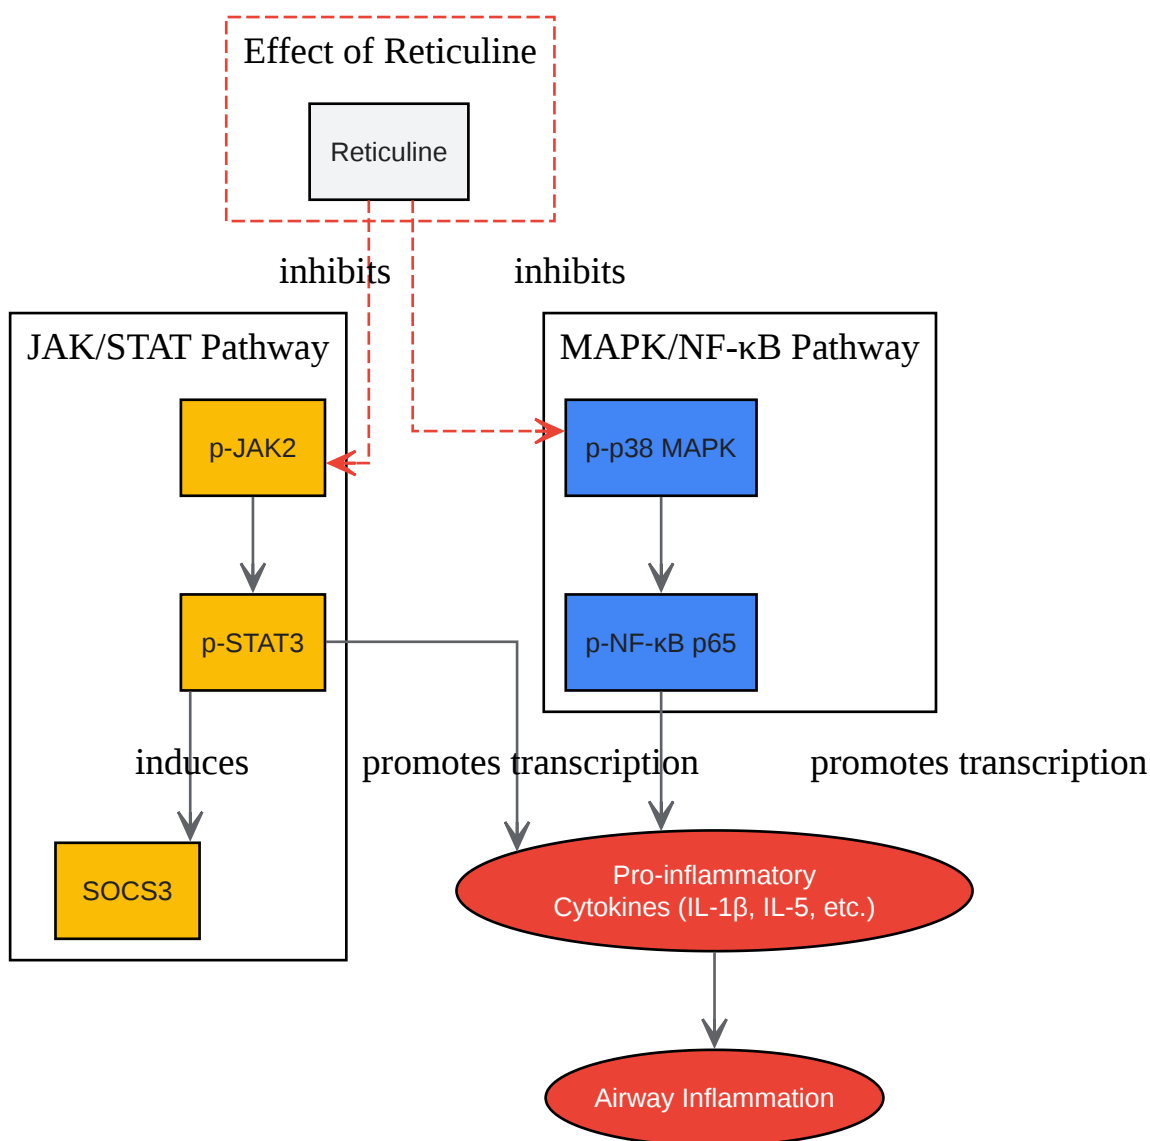 Effect of Reticuline
Reticuline
inhibits
inhibits
JAK/STAT Pathway
MAPK/NF-κB Pathway
p-JAK2
p-p38 MAPK
p-STAT3
p-NF-κB p65
induces
promotes transcription
promotes transcription
SOCS3
Pro-inflammatory
Cytokines (IL-1β, IL-5, etc.)
Airway Inflammation